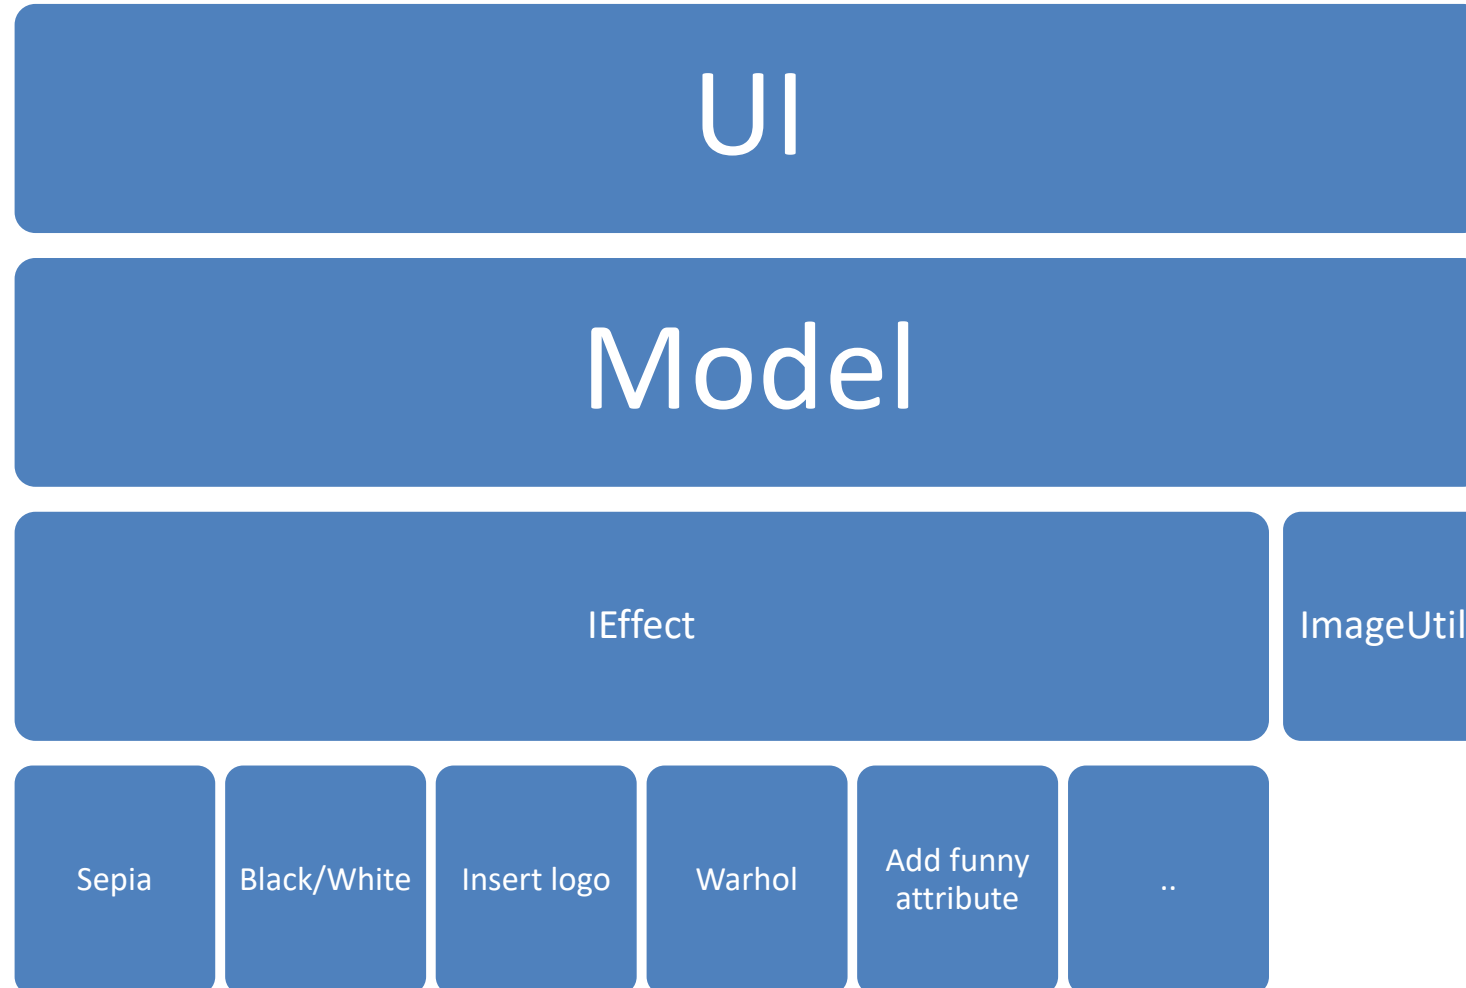 UI
Model
IEffect
ImageUtil
Sepia
Black/White
Insert logo
Warhol
Add funny
attribute
..